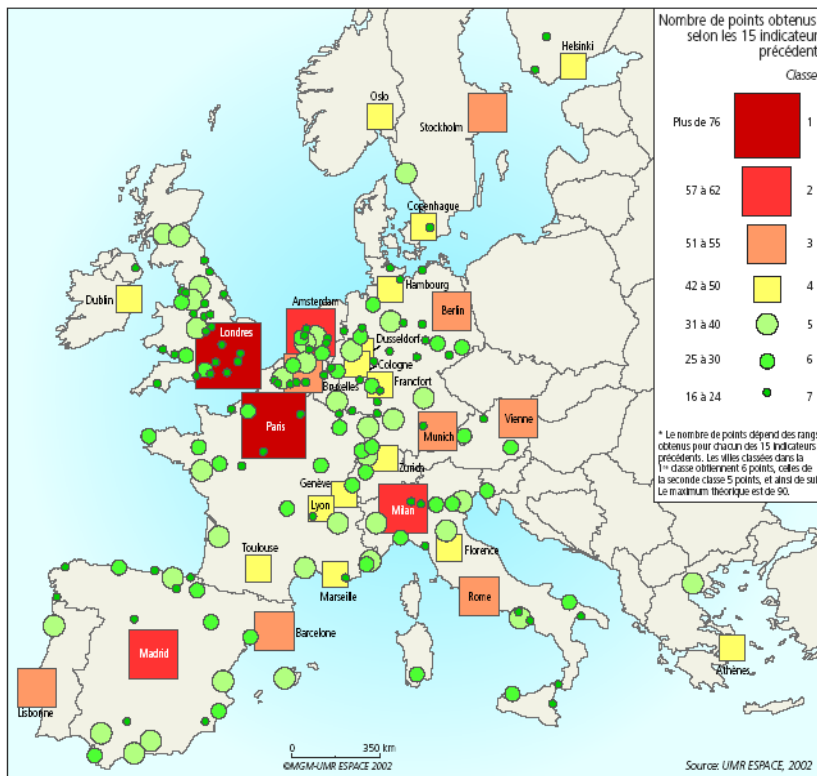 Nombre de points obtenus
selon les 15 indicateur
précédent
Classe
Plus de 76 1
57 à 62 2
51 à 55 3
42 à 50 4
31 à 40 5
25 à 30 6
16 à 24 7
* Le nombre de points dépend des rangs
obtenus pour chacun des 15 indicateurs
précédents. Les villes classées dans la
1re classe obtiennent 6 points, celles de
la seconde classe 5 points, et ainsi de sui
Le maximum théorique est de 90.
Helsinki
Oslo
Stockholm
Copenhague
Dublin
Hambourg
Amsterdam
Berlin
Londres
Dusseldorf
Cologne
Bruxelles
Francfort
Paris
Munich
Vienne
Zurich
Genève
Lyon
Milan
Toulouse
Florence
Marseille
Rome
Barcelone
Madrid
Athènes
Lisbonne
0 350 km
©MGM-UMR ESPACE 2002
Source: UMR ESPACE, 2002